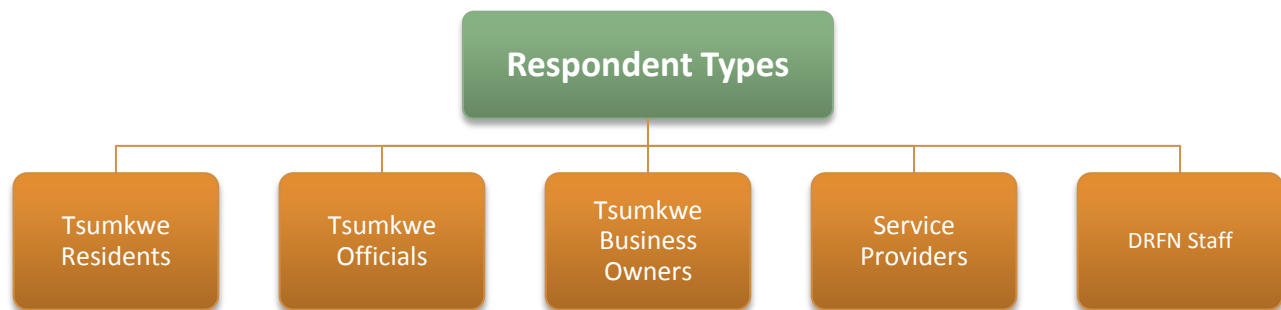 Respondent Types
Tsumkwe
Residents
Tsumkwe
Officials
Tsumkwe
Business
Owners
Service
Providers
DRFN Staff